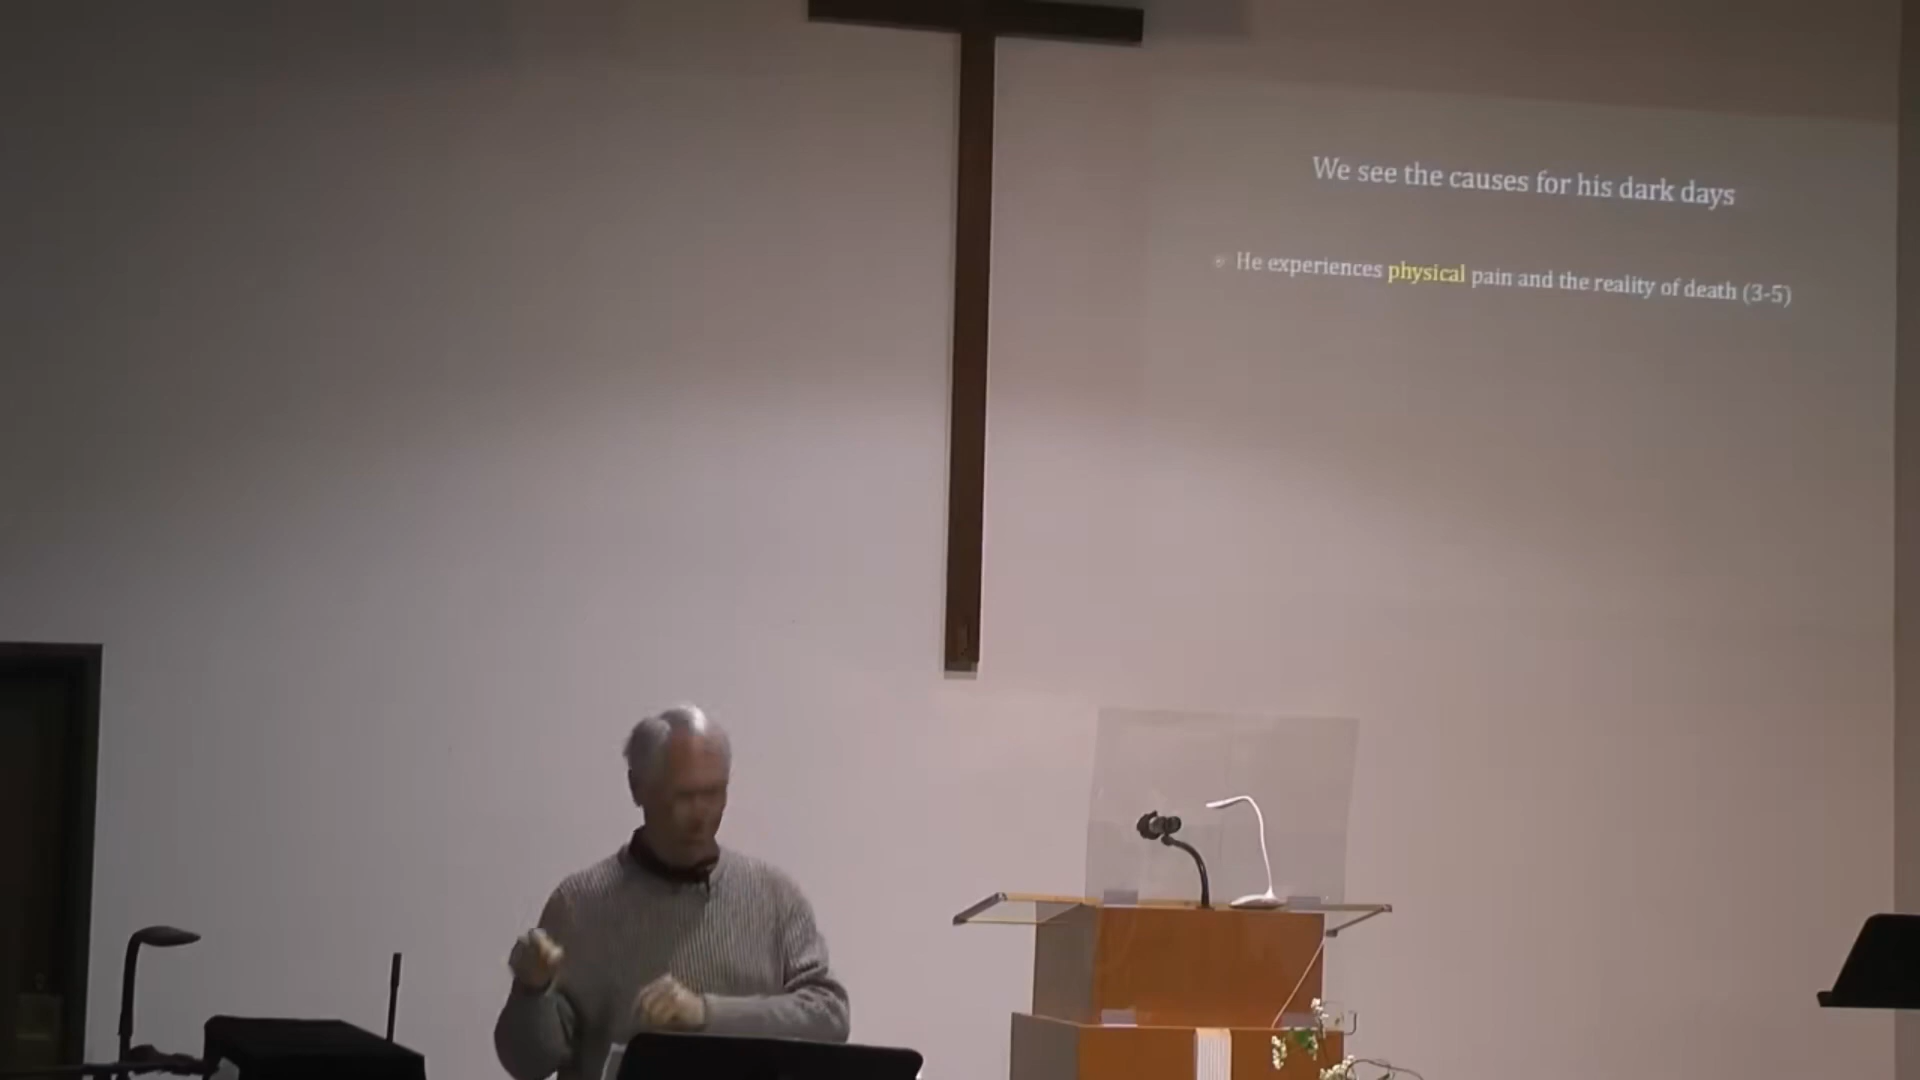 We see the causes for his dark days
He experiences physical pain and the reality of death (3-5)